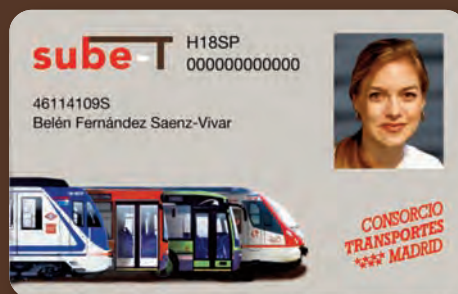 sube-T
H18SP
000000000000
46114109S
Belén Fernández Saenz-Vivar
CONSORCIO
TRANSPORTES
MADRID